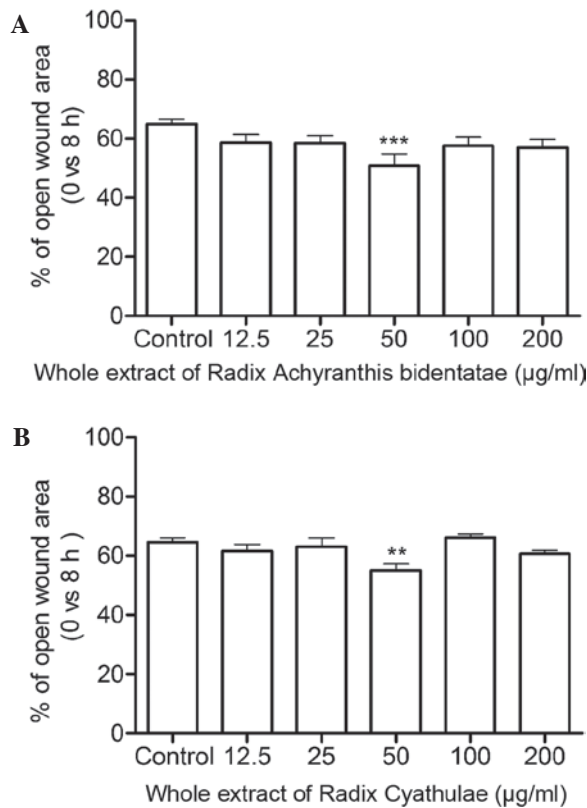 A
% of open wound area
(0 vs 8 h)
100
80
60
40
20
0
***
Control 12.5 25 50 100 200
Whole extract of Radix Achyranthis bidentatae (µg/ml)
B
% of open wound area
(0 vs 8 h )
100
80
60
40
20
0
**
Control 12.5 25 50 100 200
Whole extract of Radix Cyathulae (µg/ml)